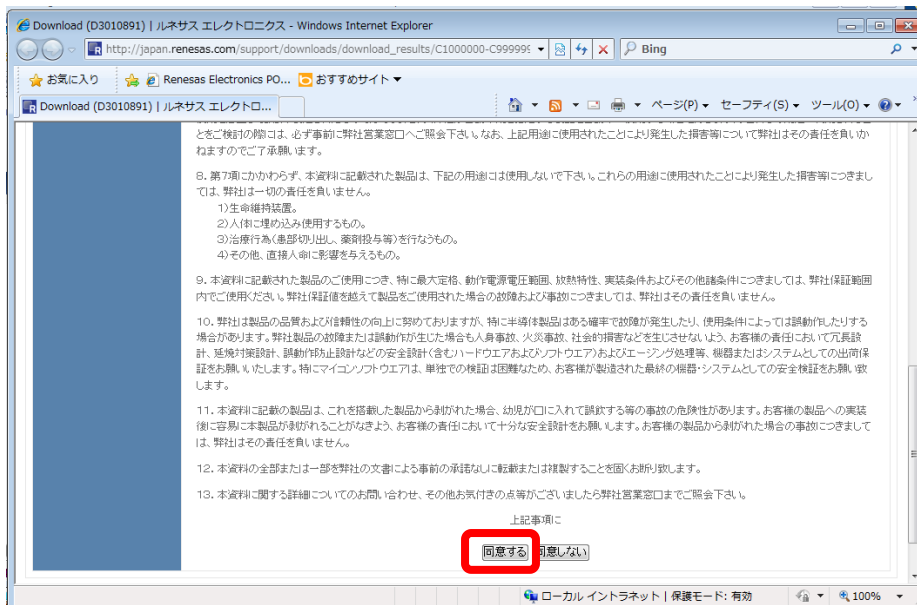 Download (D3010891) | ルネサス エレクトロニクス - Windows Internet Explorer
http://japan.renesas.com/support/downloads/download_results/C1000000-C999999
Bing
お気に入り
Renesas Electronics PO...
おすすめサイト ▼
Download (D3010891) | ルネサス エレクトロ...
ページ(P) ▼ セーフティ(S) ▼ ツール(O) ▼
とをご検討の際には、必ず事前に弊社営業窓口へご照会下さい。なお、上記用途に使用されたことにより発生した損害等について弊社はその責任を負いか
ねますのでご了承願います。
8. 第7項にかかわらず、本資料に記載された製品は、下記の用途には使用しないで下さい。これらの用途に使用されたことにより発生した損害等につきまし
ては、弊社は一切の責任を負いません。
1)生命維持装置。
2)人体に埋め込み使用するもの。
3)治療行為(患部切り出し、薬剤投与等)を行なうもの。
4)その他、直接人命に影響を与えるもの。
9. 本資料に記載された製品のご使用につき、特に最大定格、動作電源電圧範囲、放熱特性、実装条件およびその他諸条件につきましては、弊社保証範囲
内でご使用ください。弊社保証値を越えて製品をご使用された場合の故障および事故につきましては、弊社はその責任を負いません。
10. 弊社は製品の品質および信頼性の向上に努めておりますが、特に半導体製品はある確率で故障が発生したり、使用条件によっては誤動作したりする
場合があります。弊社製品の故障または誤動作が生じた場合も人身事故、火災事故、社会的損害などを生じさせないよう、お客様の責任において冗長設
計、延焼対策設計、誤動作防止設計などの安全設計(含むハードウエアおよびソフトウエア)およびエージング処理等、機器またはシステムとしての出荷保
証をお願いいたします。特にマイコンソフトウエアは、単独での検証は困難なため、お客様が製造された最終の機器・システムとしての安全検証をお願い致
します。
11. 本資料に記載の製品は、これを搭載した製品から剥がれた場合、幼児が口に入れて誤飲する等の事故の危険性があります。お客様の製品への実装
後に容易に本製品が剥がれることがなきよう、お客様の責任において十分な安全設計をお願いします。お客様の製品から剥がれた場合の事故につきまして
は、弊社はその責任を負いません。
12. 本資料の全部または一部を弊社の文書による事前の承諾なしに転載または複製することを固くお断り致します。
13. 本資料に関する詳細についてのお問い合わせ、その他お気付きの点等がございましたら弊社営業窓口までご照会下さい。
上記事項に
同意する 同意しない
ローカル イントラネット | 保護モード: 有効
100%